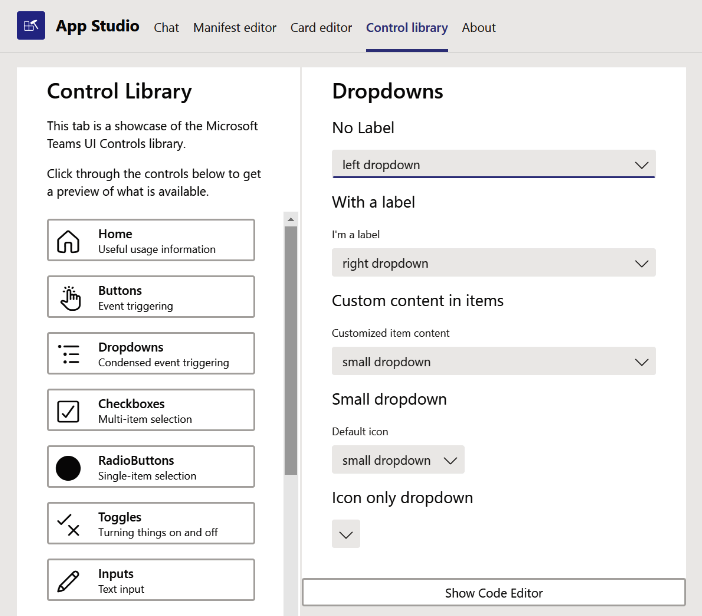 App Studio
Chat
Manifest editor
Card editor
Control library
About
Control Library
This tab is a showcase of the Microsoft
Teams UI Controls library.
Click through the controls below to get
a preview of what is available.
Home
Useful usage information
Buttons
Event triggering
Dropdowns
Condensed event triggering
Checkboxes
Multi-item selection
RadioButtons
Single-item selection
Toggles
Turning things on and off
Inputs
Text input
Dropdowns
No Label
left dropdown
With a label
I'm a label
right dropdown
Custom content in items
Customized item content
small dropdown
Small dropdown
Default icon
small dropdown
Icon only dropdown
Show Code Editor